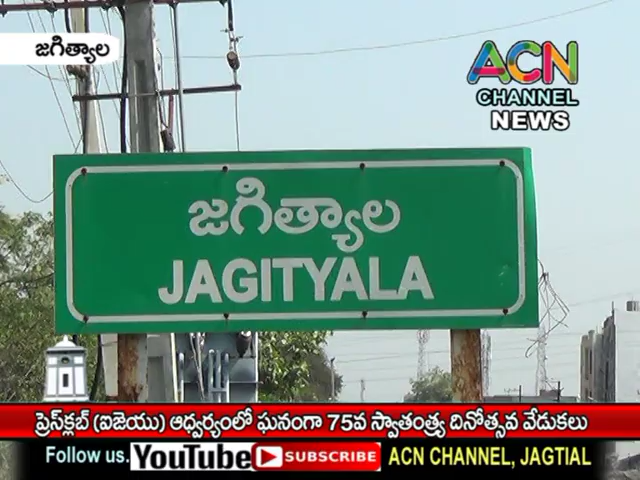 జగిత్యాల
ACN
CHANNEL
NEWS
జగిత్యాల
JAGITYALA
ప్రెస్‌క్లబ్ (ఐజెయు) ఆధ్వర్యంలో ఘనంగా 75వ స్వాతంత్ర్య దినోత్సవ వేడుకలు
Follow us. YouTube SUBSCRIBE ACN CHANNEL, JAGTIAL